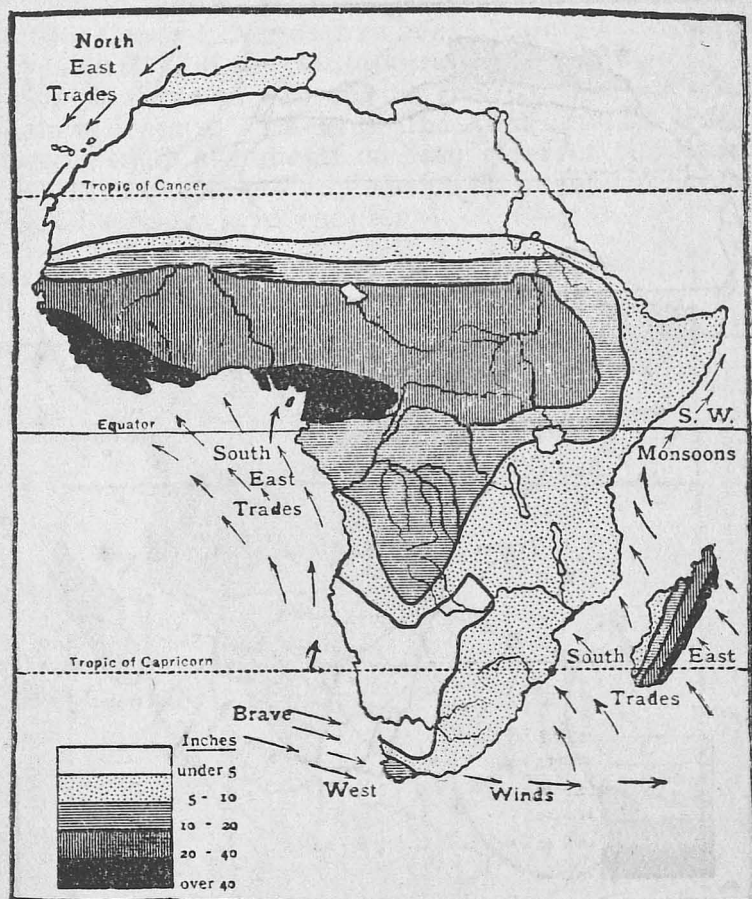 North
East
Trades
Tropic of Cancer
Equator
South
East
Trades
S. W.
Monsoons
Tropic of Capricorn
South East
Trades
Brave
West Winds
Inches
under 5
5 - 10
10 - 20
20 - 40
over 40